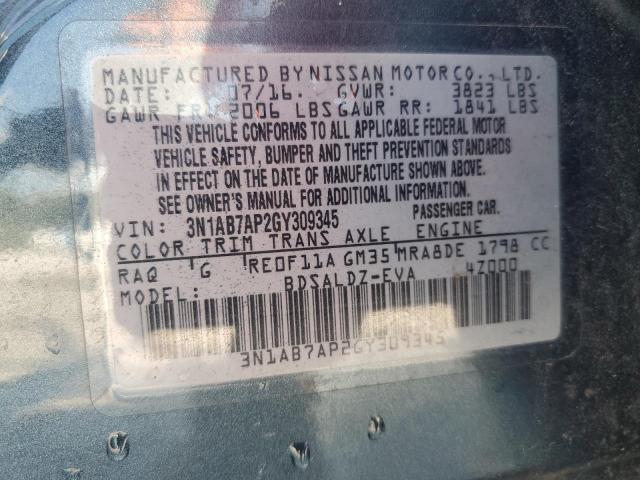 MANUFACTURED BY NISSAN MOTOR CO., LTD.
DATE: 07/16. GVWR: 3823 LBS
GAWR FR: 2006 LBS GAWR RR: 1841 LBS
THIS VEHICLE CONFORMS TO ALL APPLICABLE FEDERAL MOTOR
VEHICLE SAFETY, BUMPER AND THEFT PREVENTION STANDARDS
IN EFFECT ON THE DATE OF MANUFACTURE SHOWN ABOVE.
SEE OWNER'S MANUAL FOR ADDITIONAL INFORMATION.
VIN: 3N1AB7AP2GY309345 PASSENGER CAR.
COLOR TRIM TRANS AXLE ENGINE
RAQ G RE0F11A GM35 MRA8DE 1798 CC
MODEL: BDSALDZ-EVA 4Z000
3N1AB7AP2GY309345